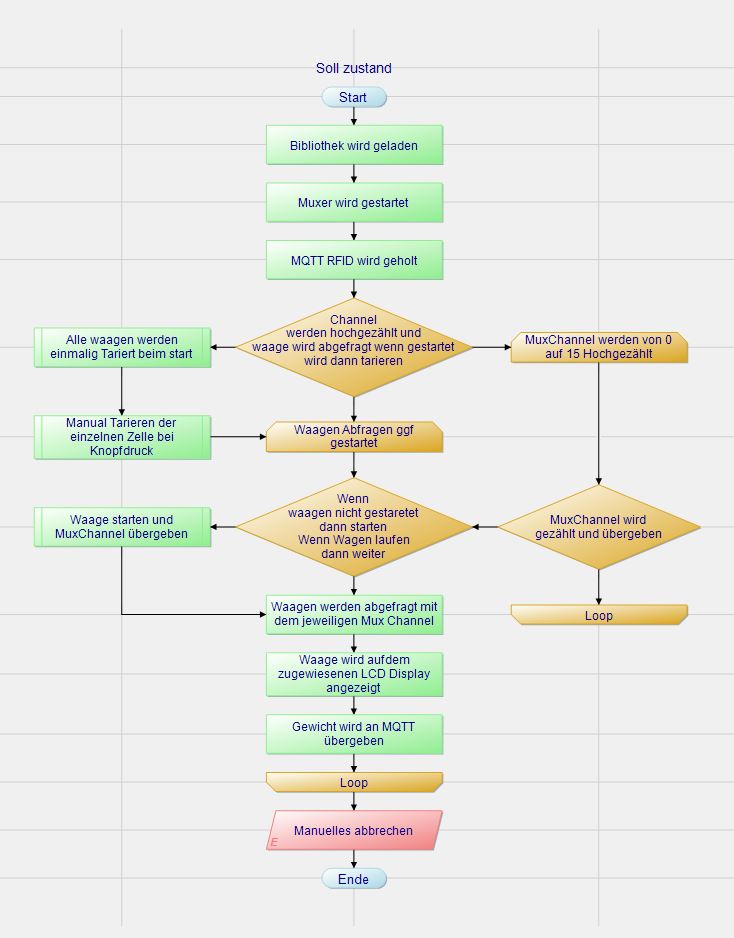 Soll zustand
Start
Bibliothek wird geladen
Muxer wird gestartet
MQTT RFID wird geholt
Channel
werden hochgezählt und
waage wird abgefragt wenn gestartet
wird dann tarieren
Alle waagen werden
einmalig Tariert beim start
MuxChannel werden von 0
auf 15 Hochgezählt
Manual Tarieren der
einzelnen Zelle bei
Knopfdruck
Waagen Abfragen ggf
gestartet
Wenn
waagen nicht gestaretet
dann starten
Wenn Wagen laufen
dann weiter
Waage starten und
MuxChannel übergeben
MuxChannel wird
gezählt und übergeben
Waagen werden abgefragt mit
dem jeweiligen Mux Channel
Loop
Waage wird aufdem
zugewiesenen LCD Display
angezeigt
Gewicht wird an MQTT
übergeben
Loop
Manuelles abbrechen
E
Ende